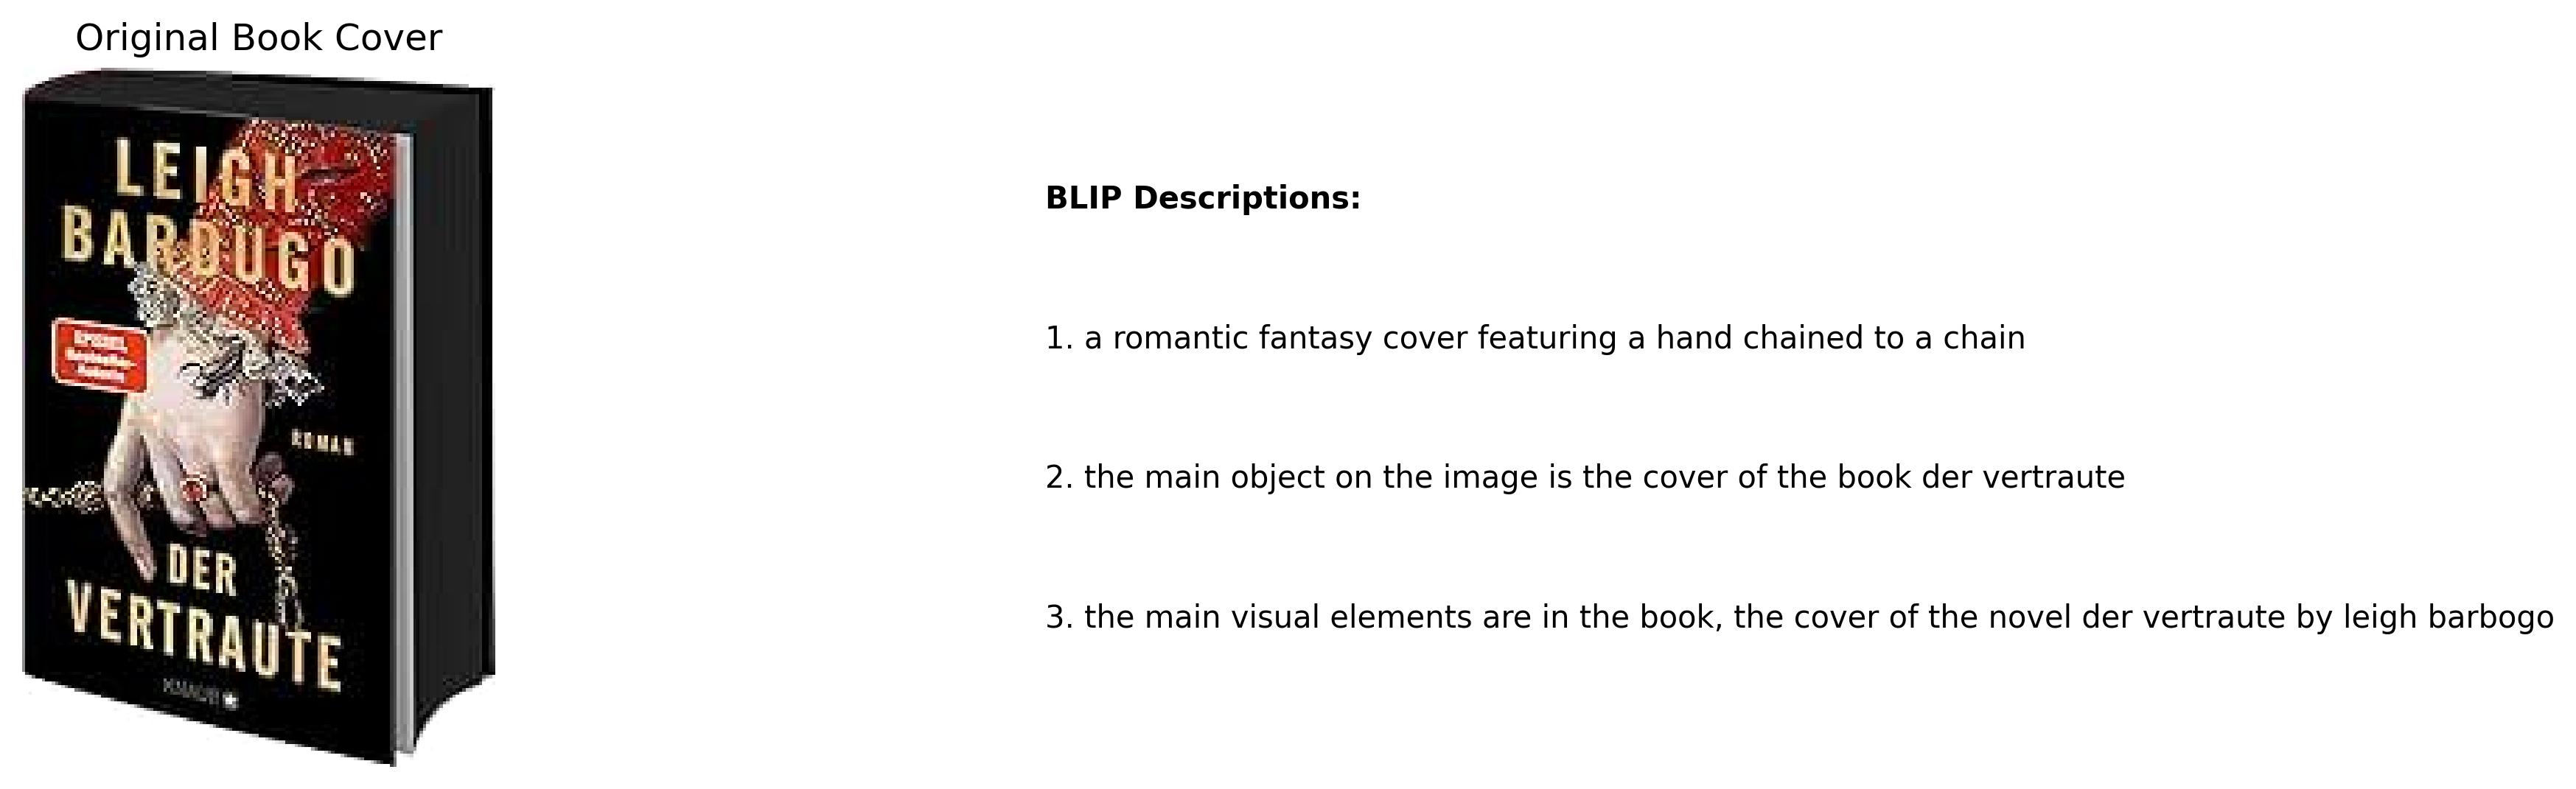 Original Book Cover
LEIGH
BARDUGO
ROMAN
DER
VERTRAUTE
BLIP Descriptions:
1. a romantic fantasy cover featuring a hand chained to a chain
2. the main object on the image is the cover of the book der vertraute
3. the main visual elements are in the book, the cover of the novel der vertraute by leigh barbogo